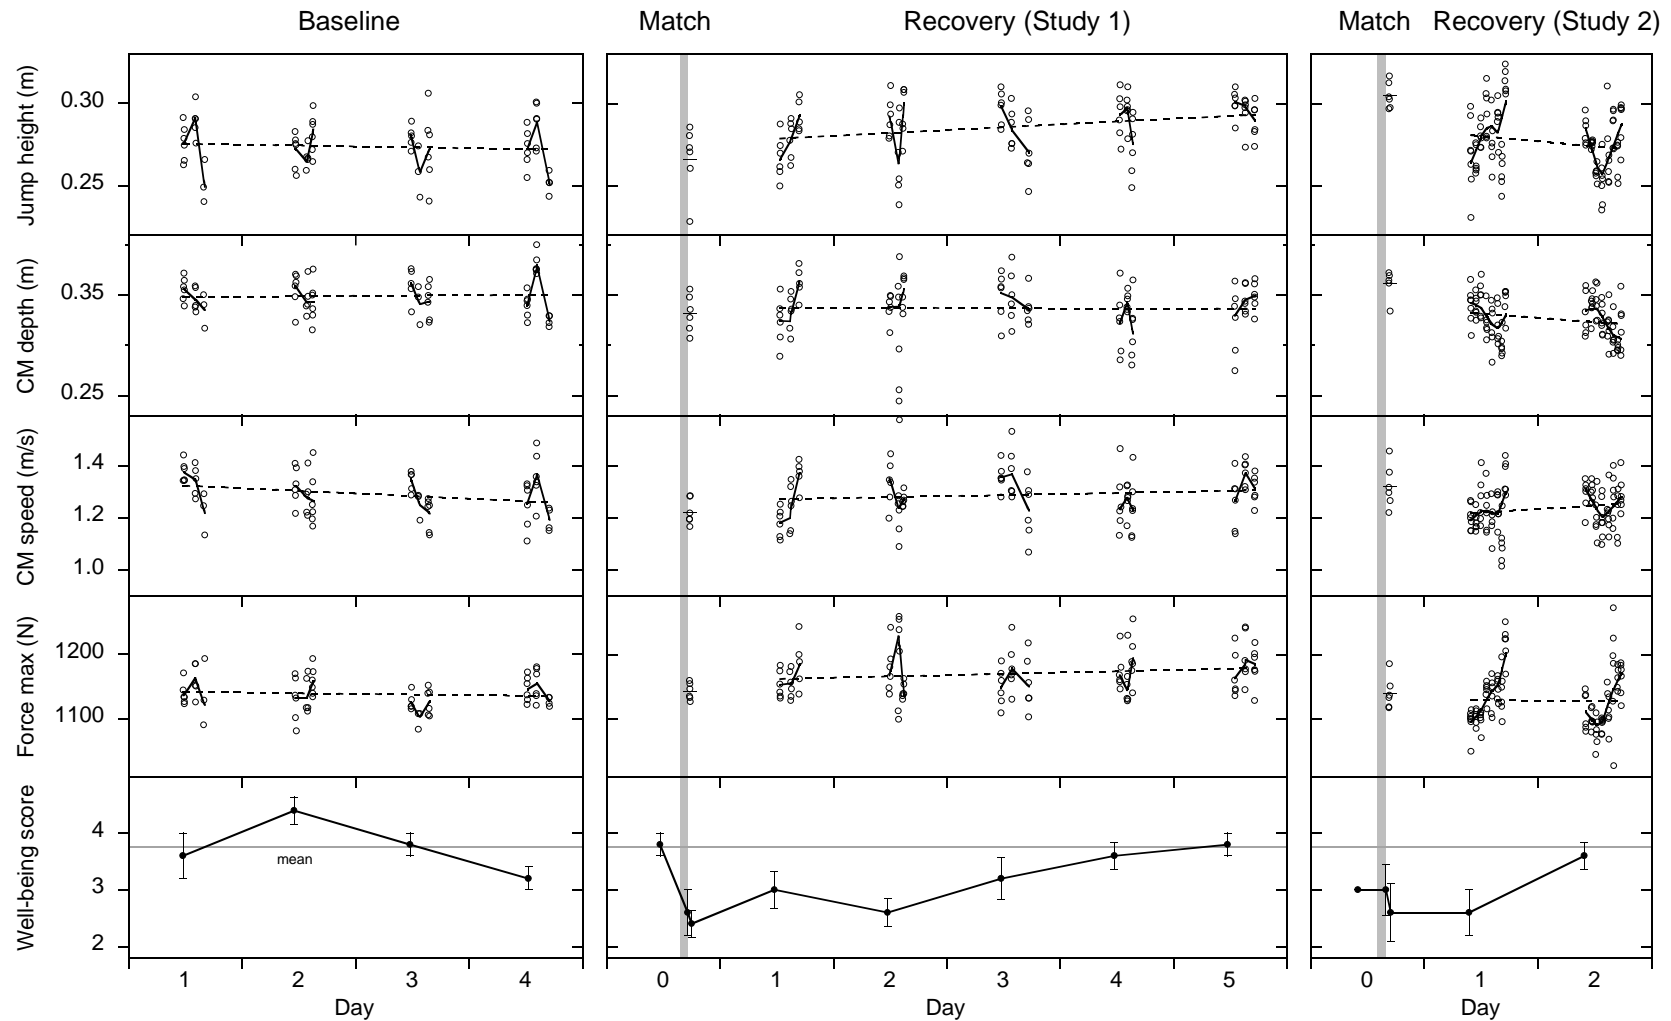 Baseline
Match
Recovery (Study 1)
Match
Recovery (Study 2)
Jump height (m)
0.30
0.25
CM depth (m)
0.35
0.25
CM speed (m/s)
1.4
1.2
1.0
Force max (N)
1200
1100
Well-being score
4
3
2
mean
1 2 3 4
0 1 2 3 4 5
0 1 2
Day
Day
Day